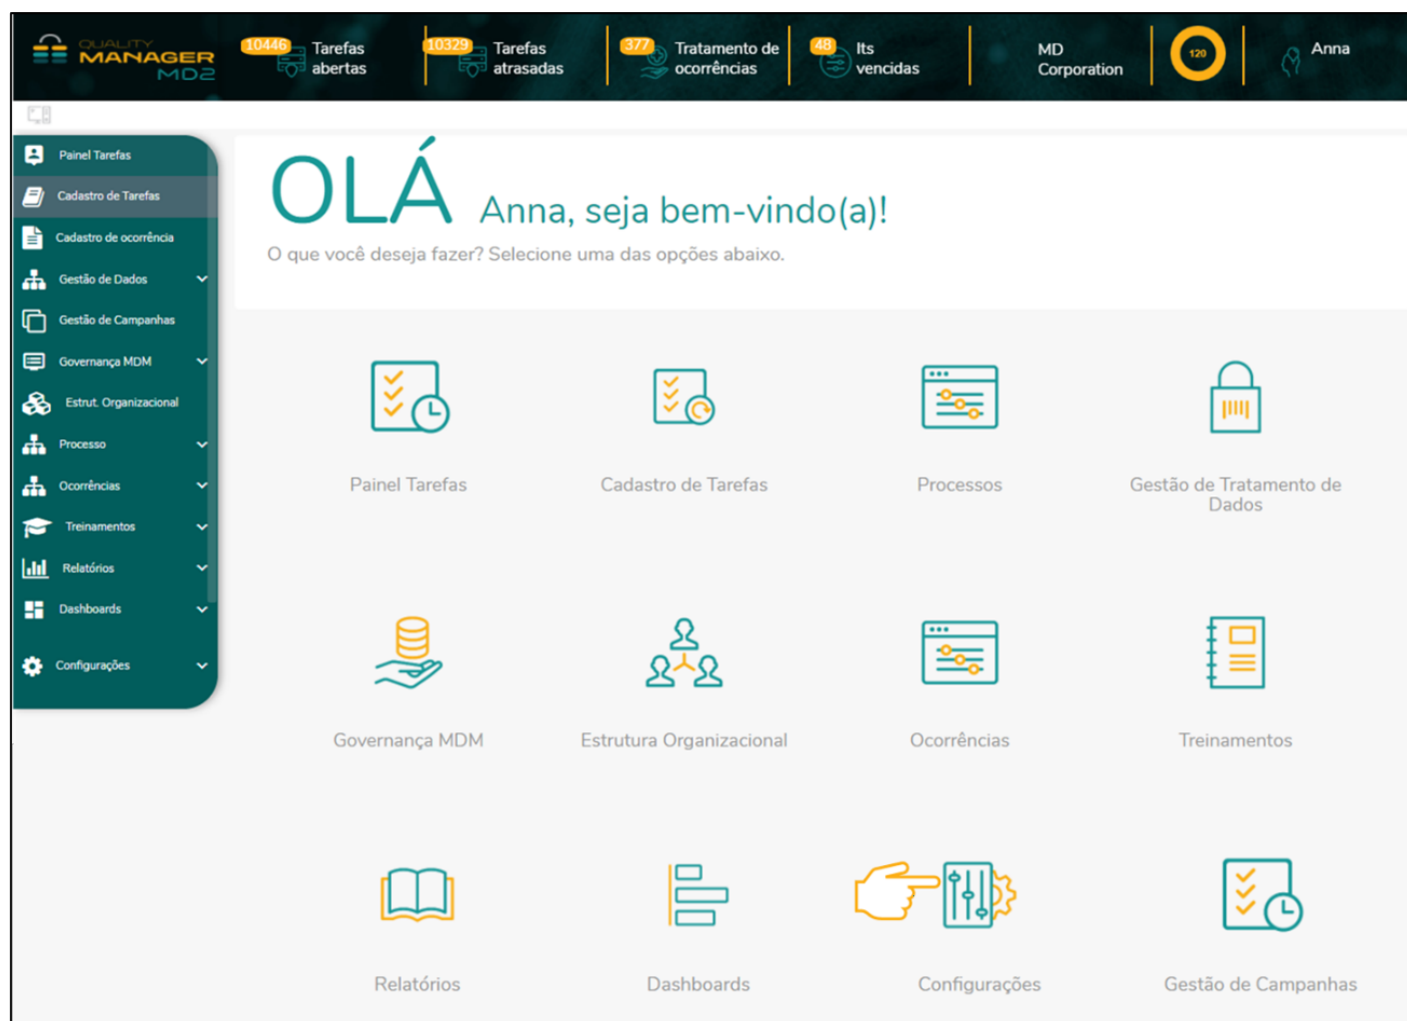 QUALITY
MANAGER
MD2
10446
Tarefas
abertas
10329
Tarefas
atrasadas
377
Tratamento de
ocorrências
48
Its
vencidas
MD
Corporation
120
Anna
Painel Tarefas
Cadastro de Tarefas
Cadastro de ocorrência
Gestão de Dados
Gestão de Campanhas
Governança MDM
Estrut. Organizacional
Processo
Ocorrências
Treinamentos
Relatórios
Dashboards
Configurações
OLÁ Anna, seja bem-vindo(a)!
O que você deseja fazer? Selecione uma das opções abaixo.
Painel Tarefas
Cadastro de Tarefas
Processos
Gestão de Tratamento de
Dados
Governança MDM
Estrutura Organizacional
Ocorrências
Treinamentos
Relatórios
Dashboards
Configurações
Gestão de Campanhas